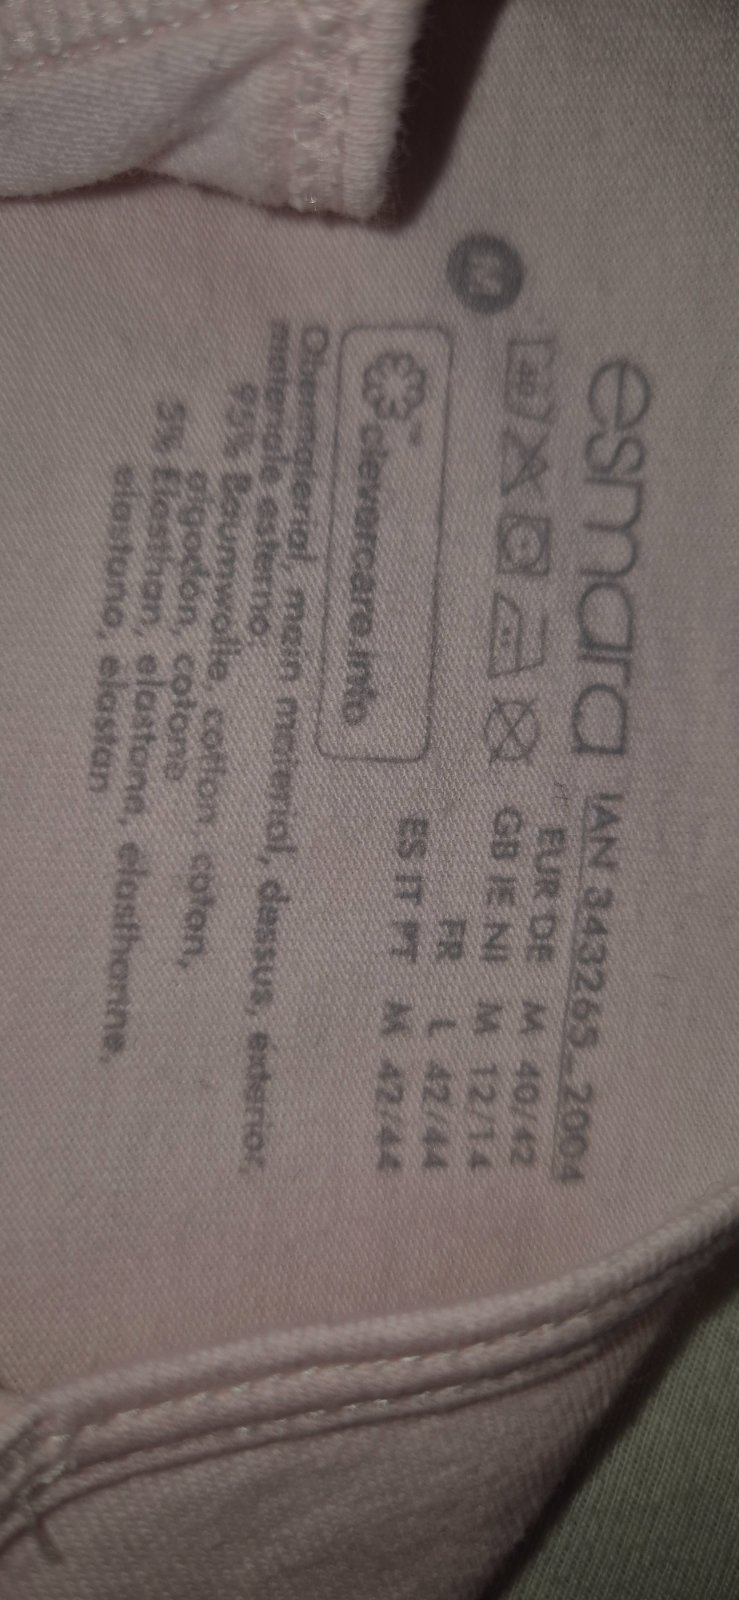 esmara
IAN 343265_2004
EUR DE M 40/42
GB IE NI M 12/14
FR L 42/44
ES IT PT M 42/44
clevercare.info
Obermaterial, main material, dessus, exterior,
materiale esterno,
95% Baumwolle, cotton, coton,
algodón, cotone
5% Elasthan, elastane, élasthanne,
elastano, elastan